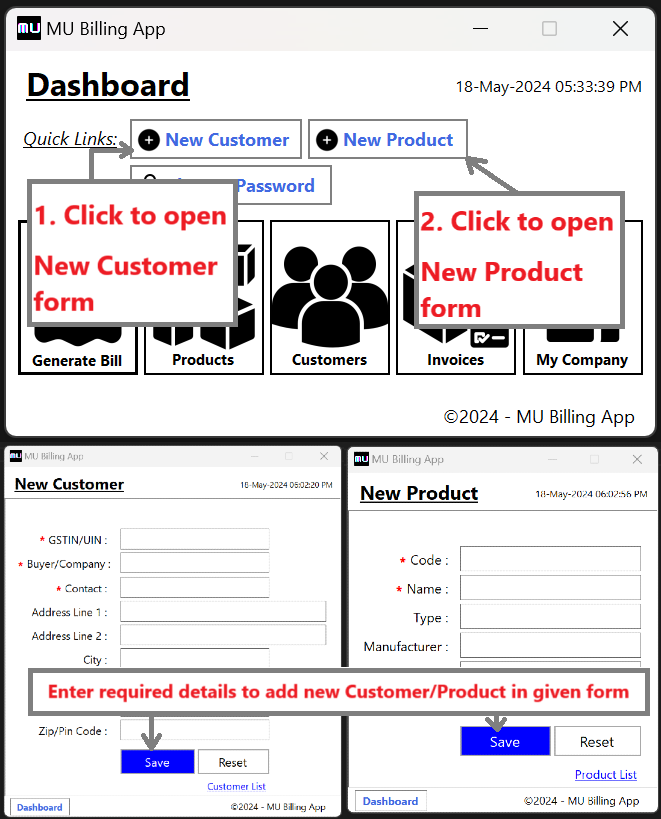 MU MU Billing App
Dashboard
18-May-2024 05:33:39 PM
Quick Links:
New Customer
New Product
Password
1. Click to open
New Customer
form
2. Click to open
New Product
form
Generate Bill
Products
Customers
Invoices
My Company
©2024 - MU Billing App
MU MU Billing App
New Customer
18-May-2024 06:02:20 PM
* GSTIN/UIN :
* Buyer/Company :
* Contact :
Address Line 1 :
Address Line 2 :
City :
Zip/Pin Code :
Save
Reset
Customer List
Dashboard
©2024 - MU Billing App
MU MU Billing App
New Product
18-May-2024 06:02:56 PM
* Code :
* Name :
Type :
Manufacturer :
Enter required details to add new Customer/Product in given form
Save
Reset
Product List
Dashboard
©2024 - MU Billing App